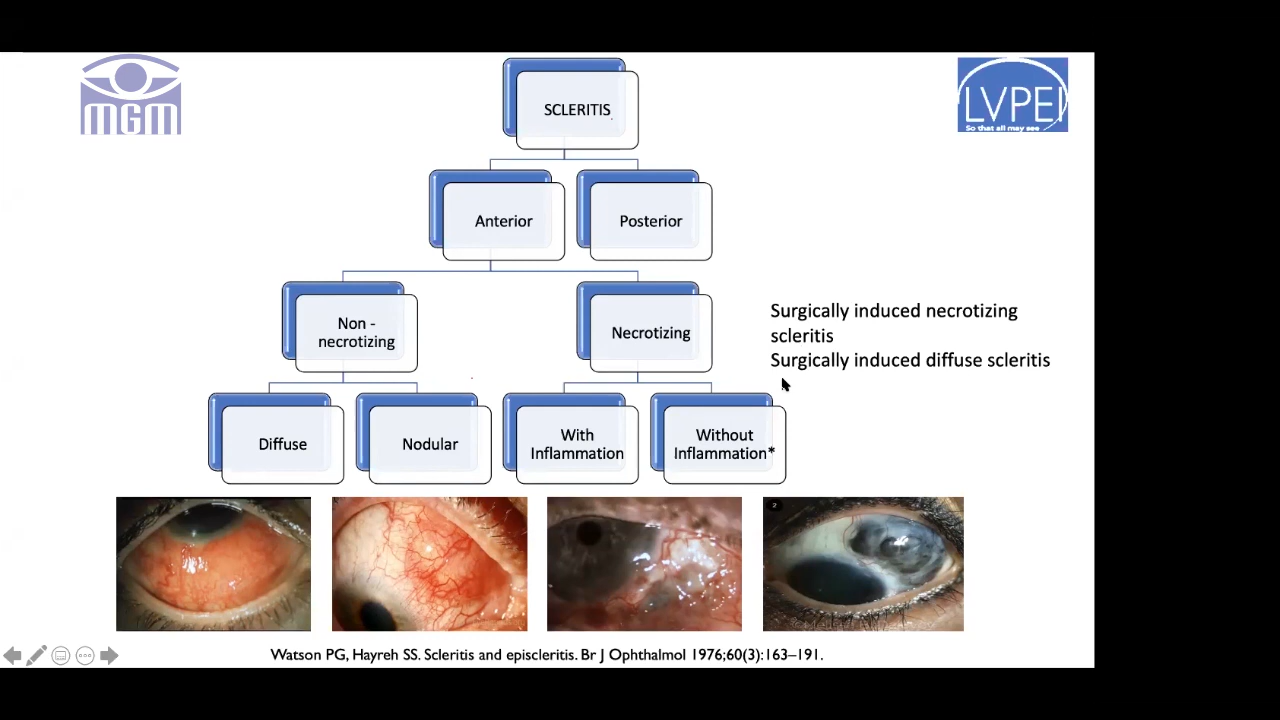 MGM
LVPEI
So that all may see
SCLERITIS
Anterior
Posterior
Non -
necrotizing
Necrotizing
Surgically induced necrotizing
scleritis
Surgically induced diffuse scleritis
Diffuse
Nodular
With
Inflammation
Without
Inflammation*
2
Watson PG, Hayreh SS. Scleritis and episcleritis. Br J Ophthalmol 1976;60(3):163–191.